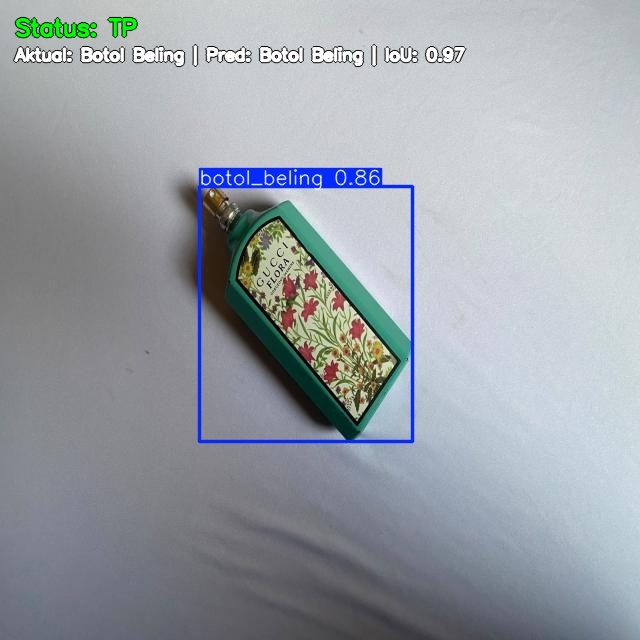 Status: TP
Aktual: Botol Beling | Pred: Botol Beling | IoU: 0.97
botol_beling 0.86
GUCCI
FLORA